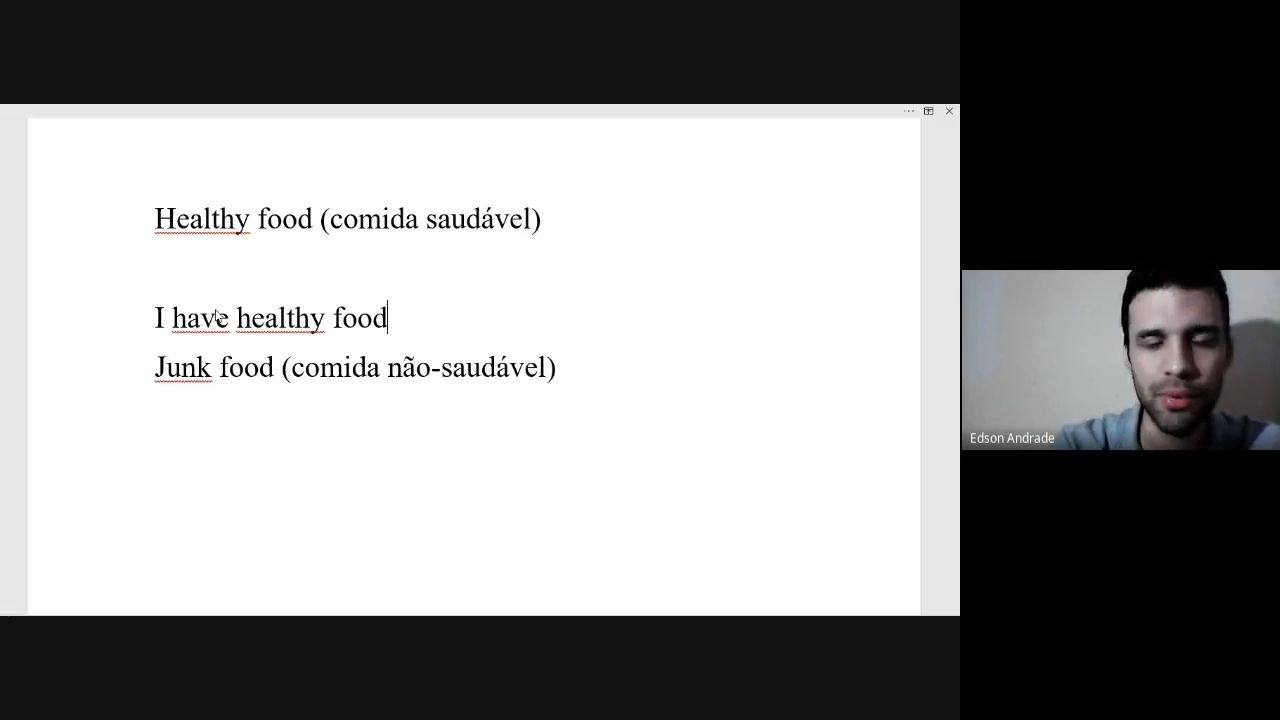 Healthy food (comida saudável)
I have healthy food
Junk food (comida não-saudável)
Edson Andrade